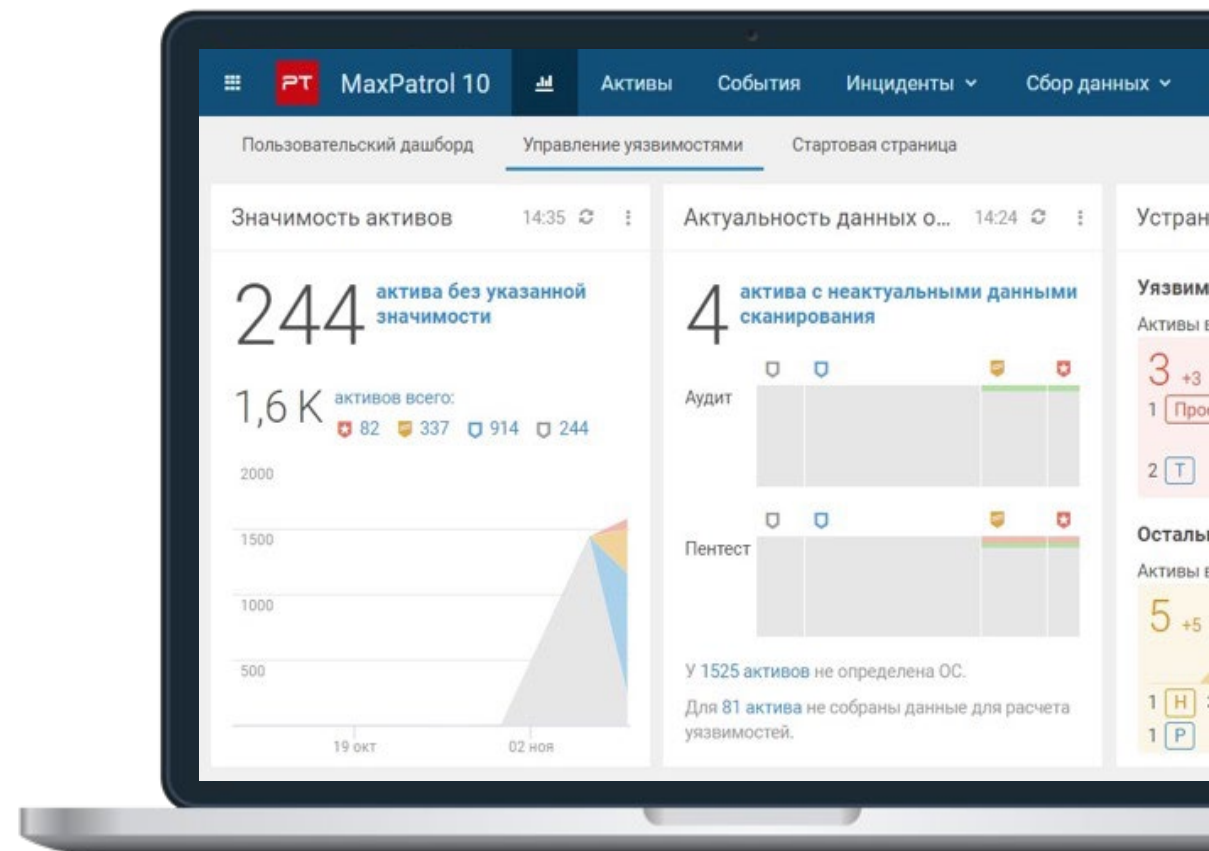 PT MaxPatrol 10 Активы События Инциденты Сбор данных
Пользовательский дашборд Управление уязвимостями Стартовая страница
Значимость активов 14:35
244 актива без указанной
значимости
1,6 K активов всего:
82 337 914 244
2000
1500
1000
500
19 окт 02 ноя
Актуальность данных о... 14:24
4 актива с неактуальными данными
сканирования
Аудит
Пентест
У 1525 активов не определена ОС.
Для 81 актива не собраны данные для расчета
уязвимостей.
Устран
Уязвим
Активы в
3 +3
1 Про
2 Т
Осталь
Активы в
5 +5
1 Н
1 Р